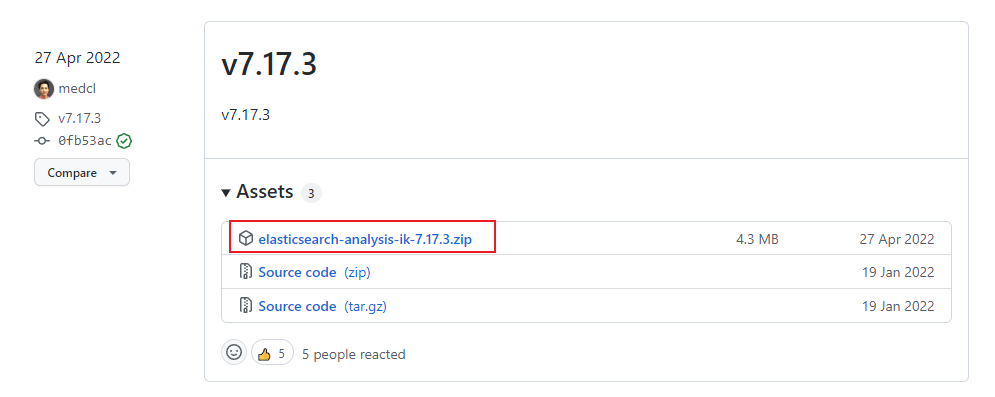 27 Apr 2022
medcl
v7.17.3
0fb53ac
Compare
v7.17.3
v7.17.3
Assets 3
elasticsearch-analysis-ik-7.17.3.zip 4.3 MB 27 Apr 2022
Source code (zip) 19 Jan 2022
Source code (tar.gz) 19 Jan 2022
5 5 people reacted